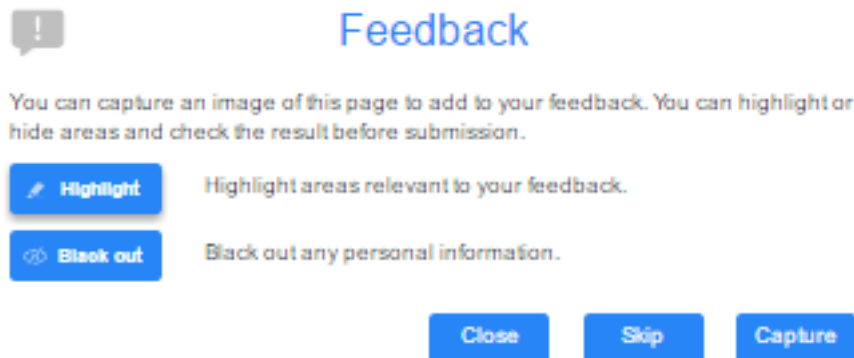 !
Feedback
You can capture an image of this page to add to your feedback. You can highlight or
hide areas and check the result before submission.
Highlight Highlight areas relevant to your feedback.
Black out Black out any personal information.
Close Skip Capture